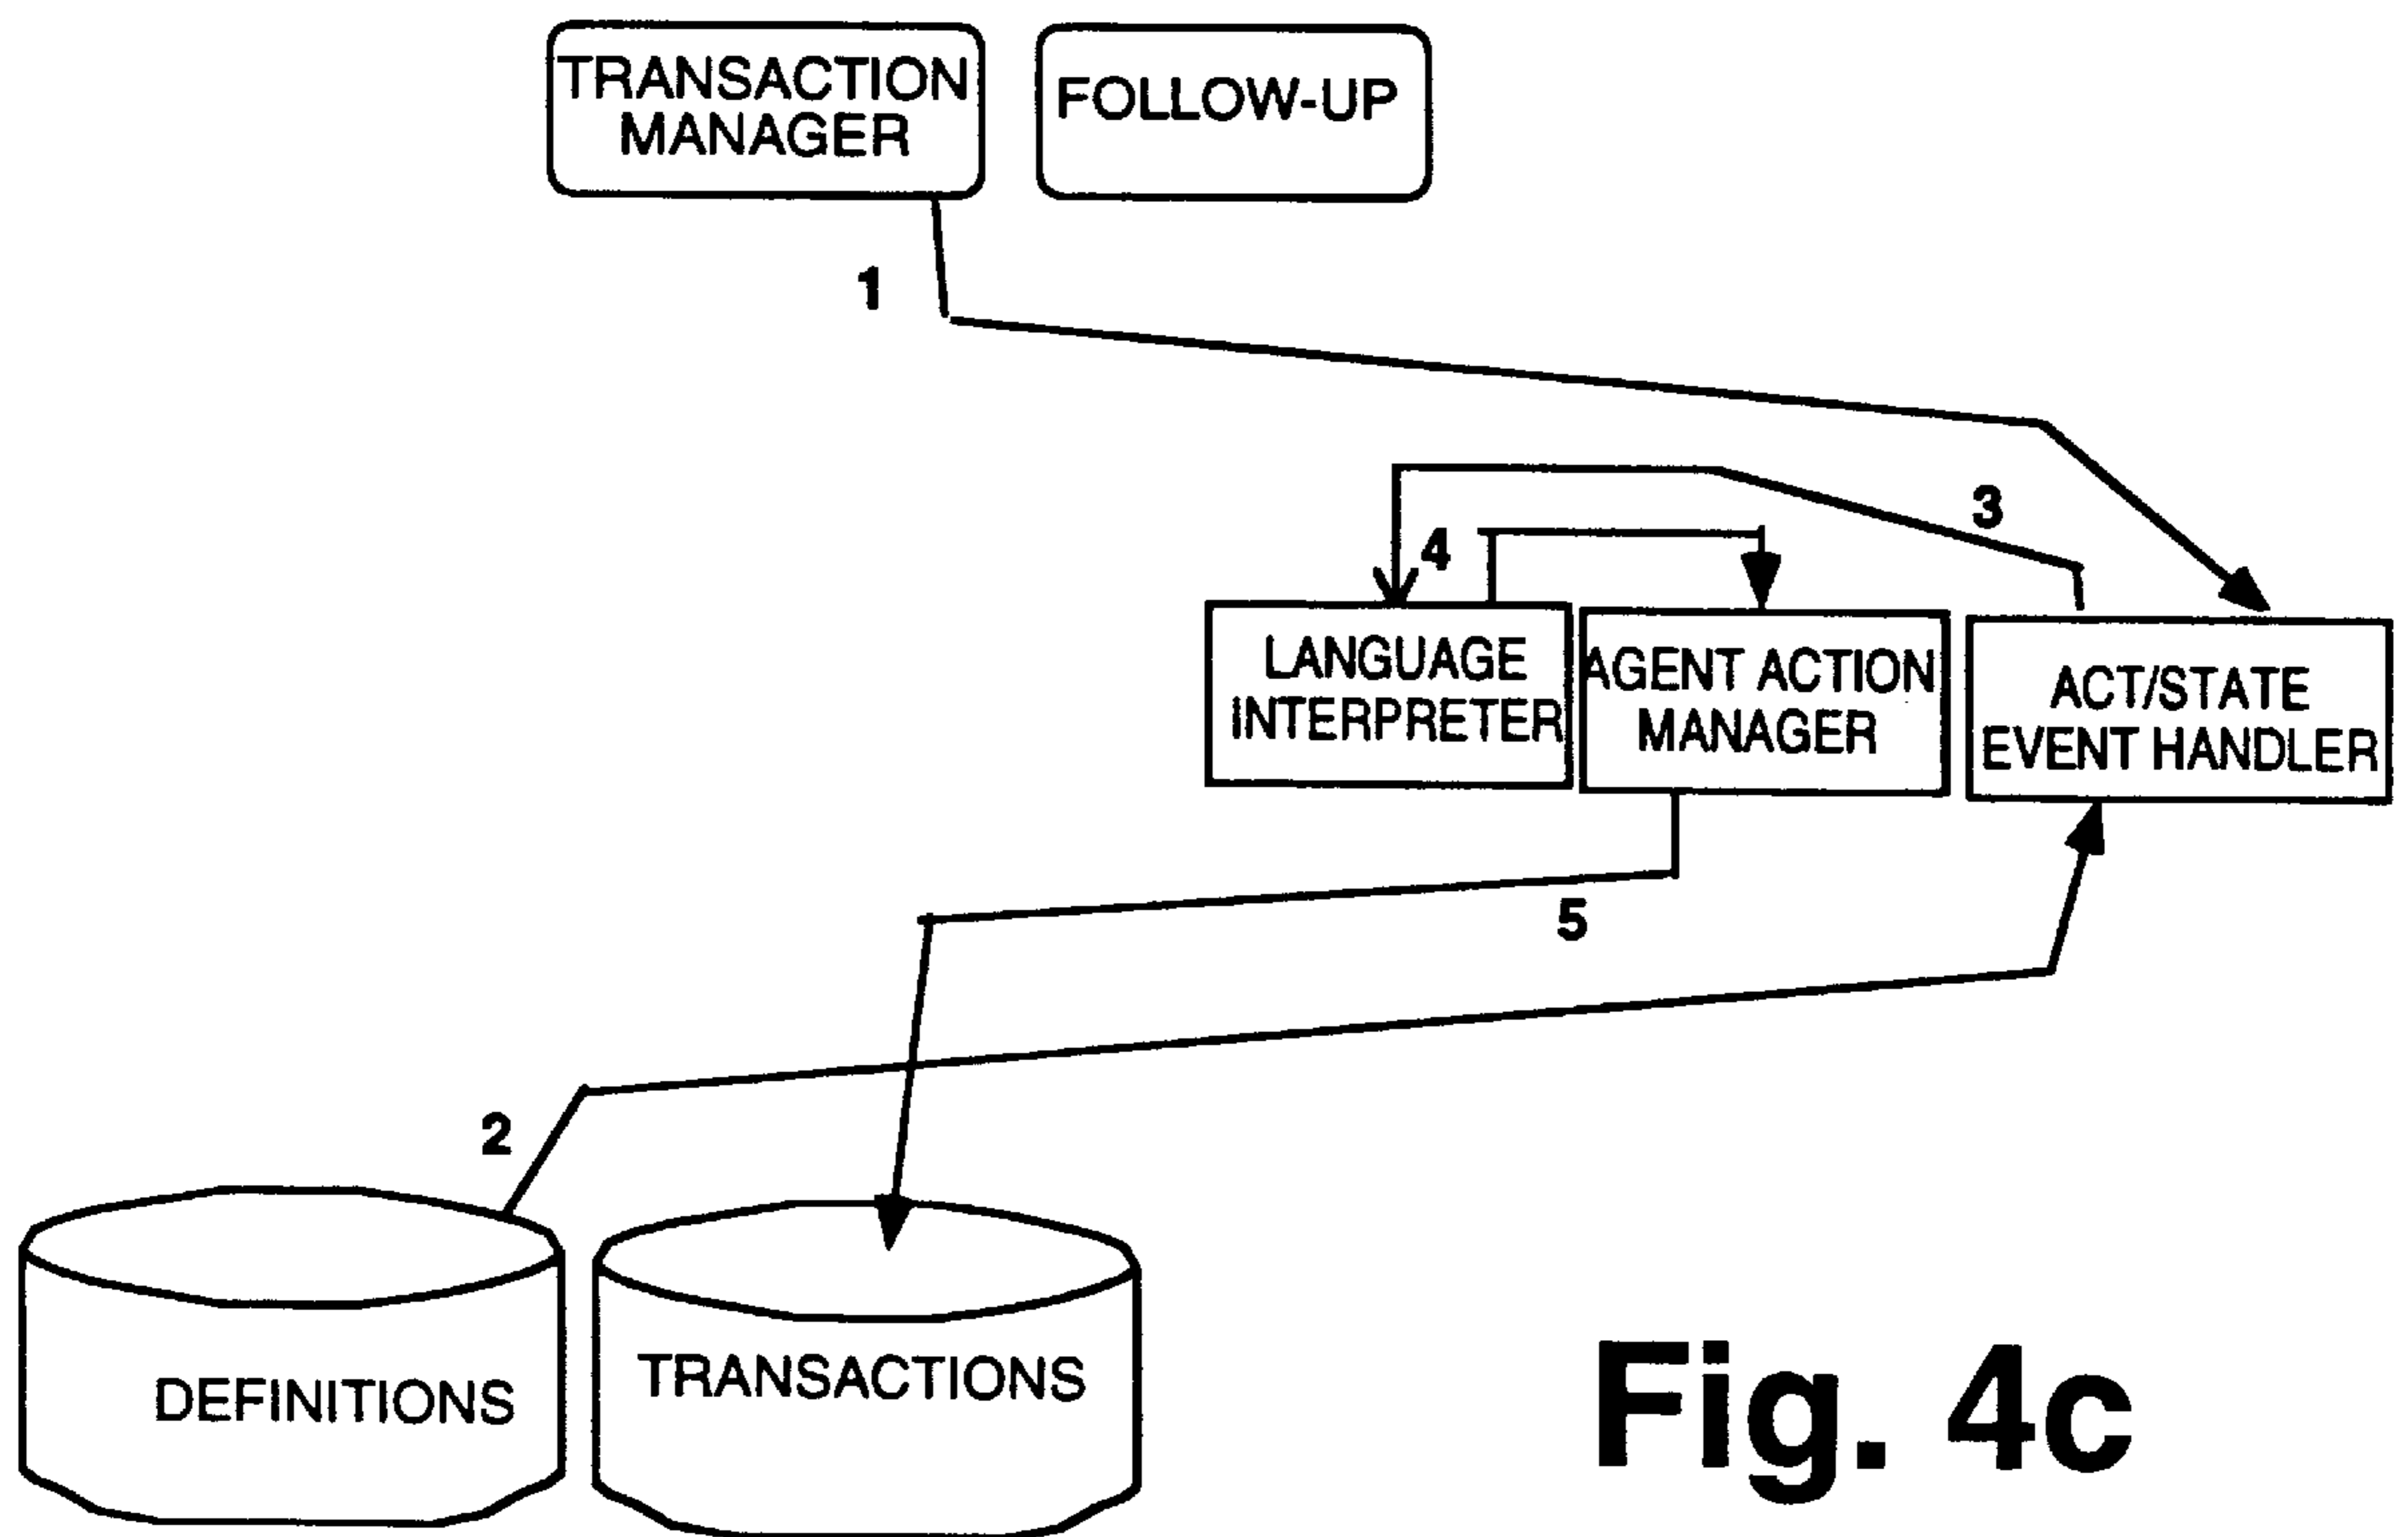 TRANSACTION
MANAGER
FOLLOW-UP
1
3
4
LANGUAGE
INTERPRETER
AGENT ACTION
MANAGER
ACT/STATE
EVENT HANDLER
5
2
DEFINITIONS
TRANSACTIONS
Fig. 4c